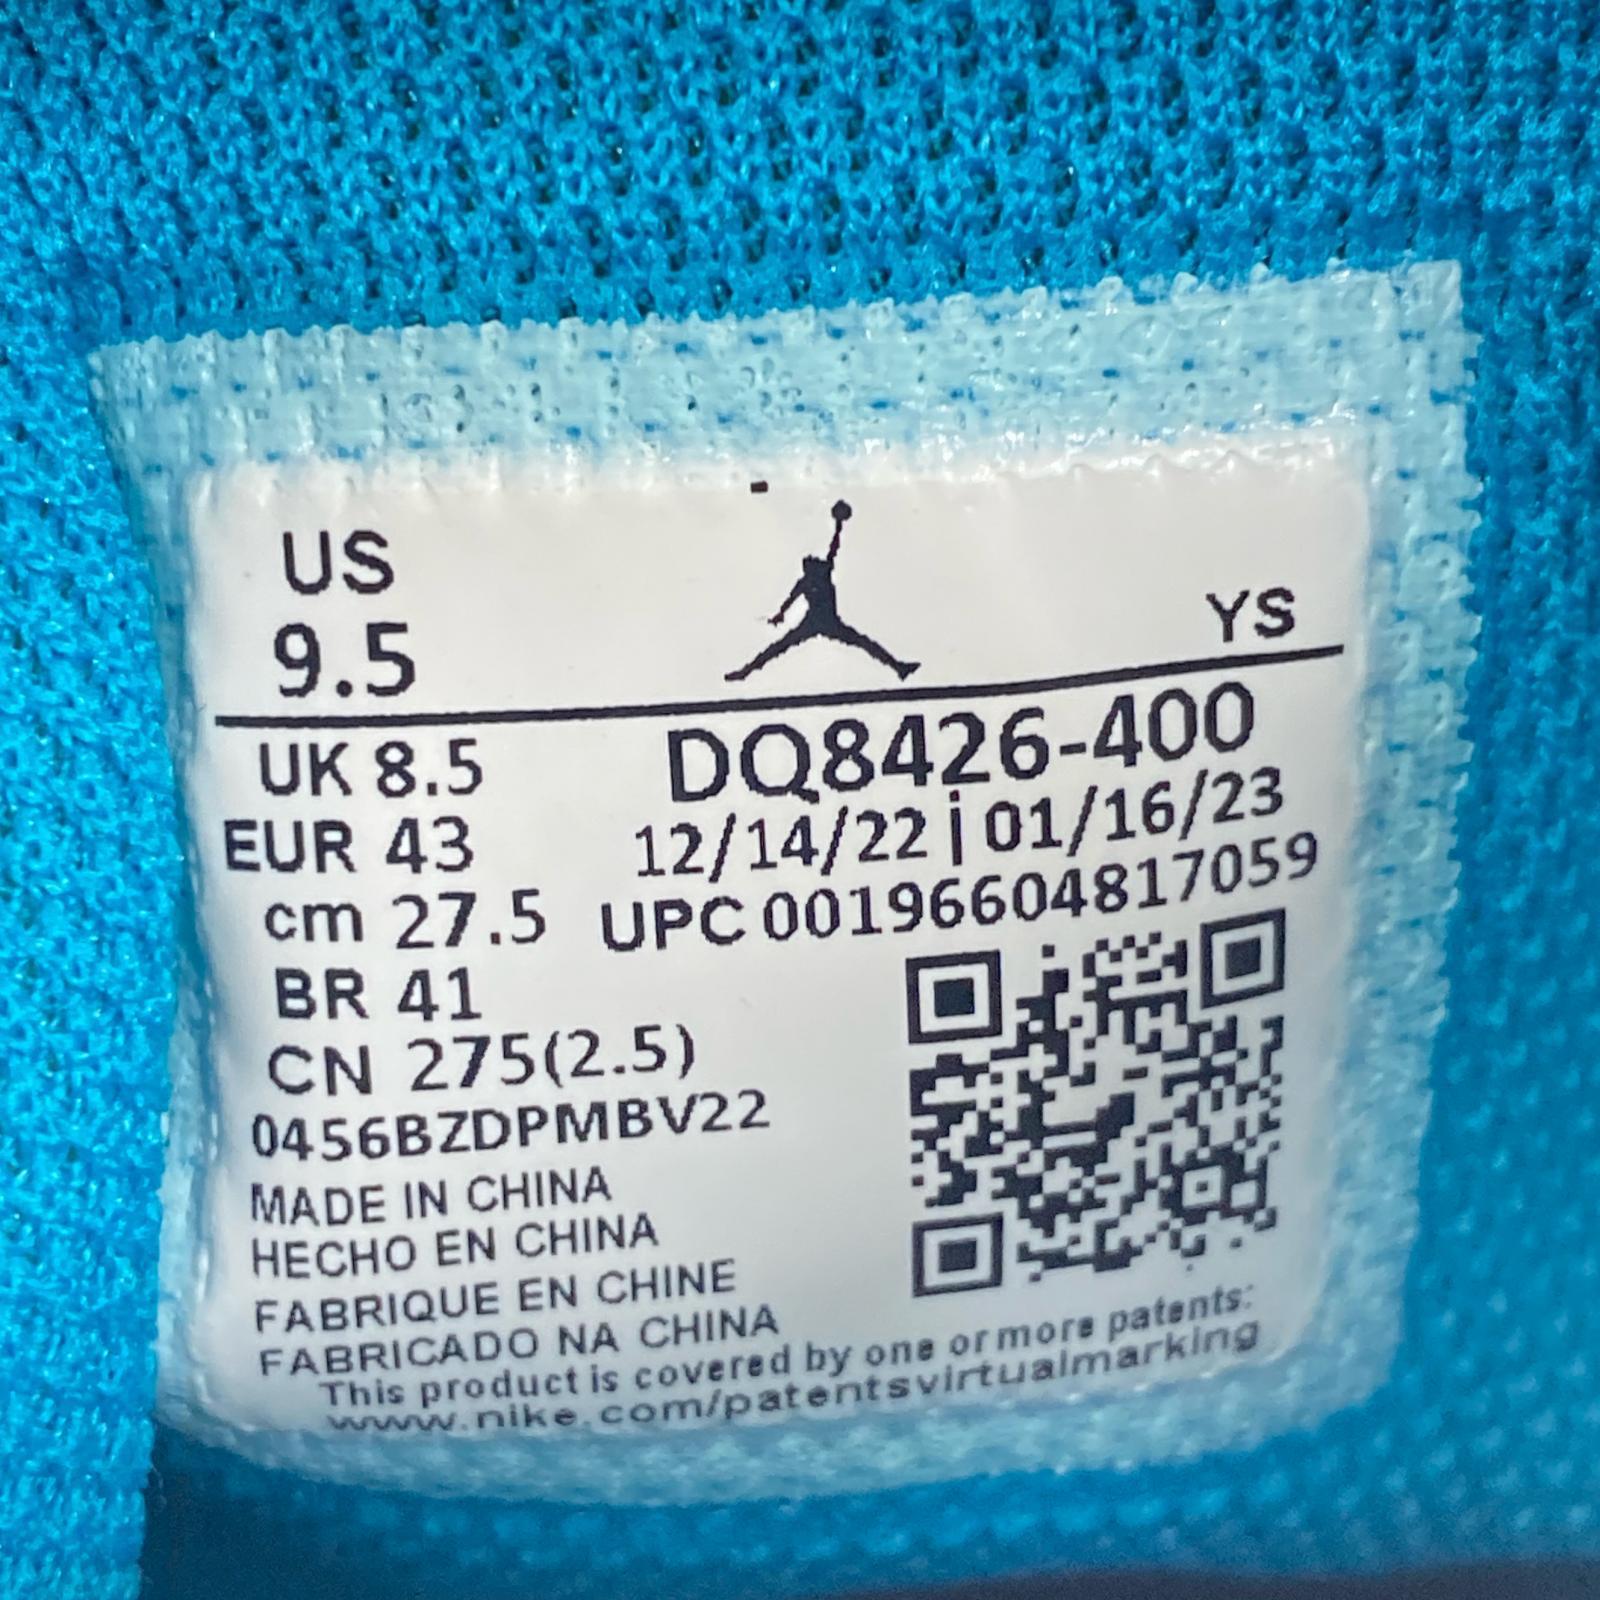 US
9.5
YS
UK 8.5
DQ8426-400
EUR 43
12/14/22 | 01/16/23
cm 27.5
UPC 00196604817059
BR 41
CN 275(2.5)
0456BZDPMBV22
MADE IN CHINA
HECHO EN CHINA
FABRIQUE EN CHINE
FABRICADO NA CHINA
This product is covered by one or more patents:
www.nike.com/patentsvirtualmarking